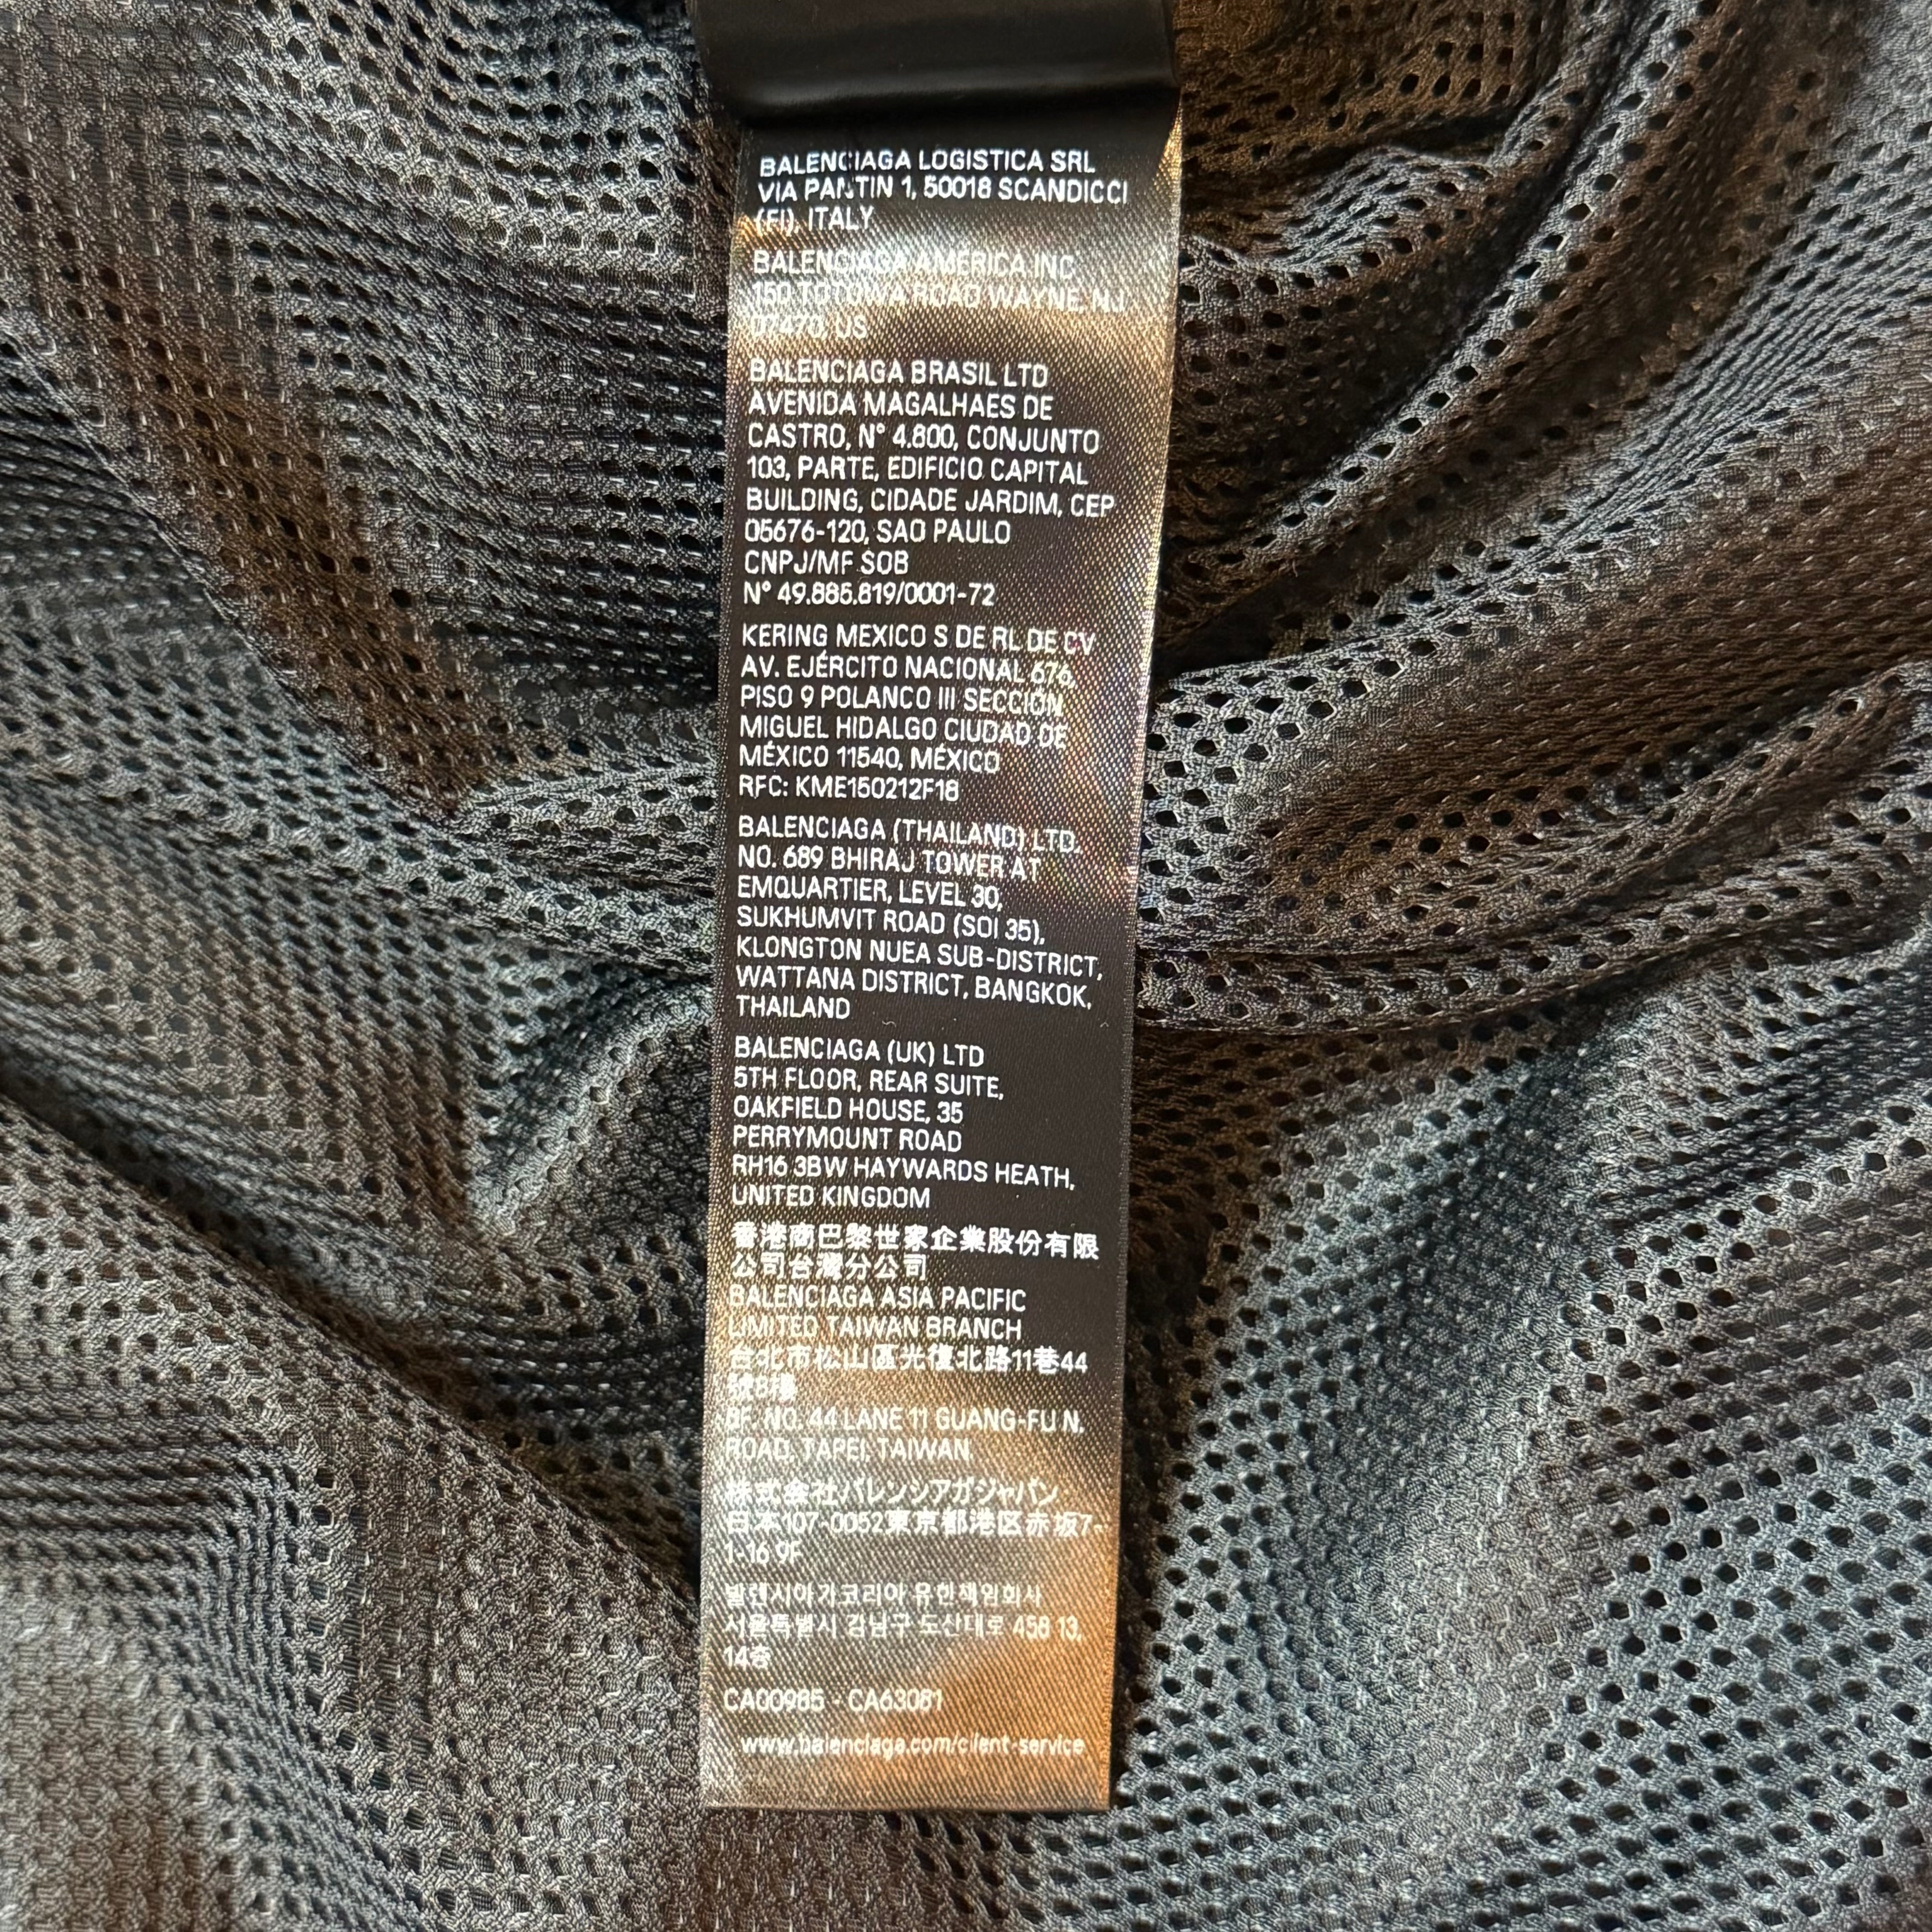 BALENCIAGA LOGISTICA SRL
VIA PANTIN 1, 50018 SCANDICCI
(FI), ITALY
BALENCIAGA AMERICA INC
150 TOTOWA ROAD WAYNE, NJ
07470, US
BALENCIAGA BRASIL LTD
AVENIDA MAGALHAES DE
CASTRO, N° 4.800, CONJUNTO
103, PARTE, EDIFICIO CAPITAL
BUILDING, CIDADE JARDIM, CEP
05676-120, SAO PAULO
CNPJ/MF SOB
N° 49.885.819/0001-72
KERING MEXICO S DE RL DE CV
AV. EJÉRCITO NACIONAL 676,
PISO 9 POLANCO III SECCIÓN,
MIGUEL HIDALGO CIUDAD DE
MÉXICO 11540, MÉXICO
RFC: KME150212F18
BALENCIAGA (THAILAND) LTD.
NO. 689 BHIRAJ TOWER AT
EMQUARTIER, LEVEL 30,
SUKHUMVIT ROAD (SOI 35),
KLONGTON NUEA SUB-DISTRICT,
WATTANA DISTRICT, BANGKOK,
THAILAND
BALENCIAGA (UK) LTD
5TH FLOOR, REAR SUITE,
OAKFIELD HOUSE, 35
PERRYMOUNT ROAD
RH16 3BW HAYWARDS HEATH,
UNITED KINGDOM
香港商巴黎世家企業股份有限
公司台灣分公司
BALENCIAGA ASIA PACIFIC
LIMITED TAIWAN BRANCH
台北市松山區光復北路11巷44
號8樓
8F. NO. 44 LANE 11 GUANG-FU N.
ROAD, TAPEI, TAIWAN.
株式会社バレンシアガジャパン
日本107-0052東京都港区赤坂7-
1-16 9F
발렌시아가코리아 유한책임회사
서울특별시 강남구 도산대로 458 13,
14층
CA00985 - CA63081
www.balenciaga.com/client-service